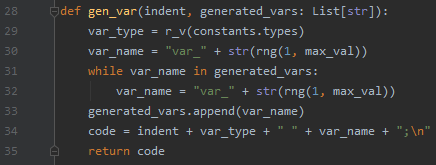 28 def gen_var(indent, generated_vars: List[str]):
29 var_type = r_v(constants.types)
30 var_name = "var_" + str(rng(1, max_val))
31 while var_name in generated_vars:
32 var_name = "var_" + str(rng(1, max_val))
33 generated_vars.append(var_name)
34 code = indent + var_type + " " + var_name + ";\n"
35 return code